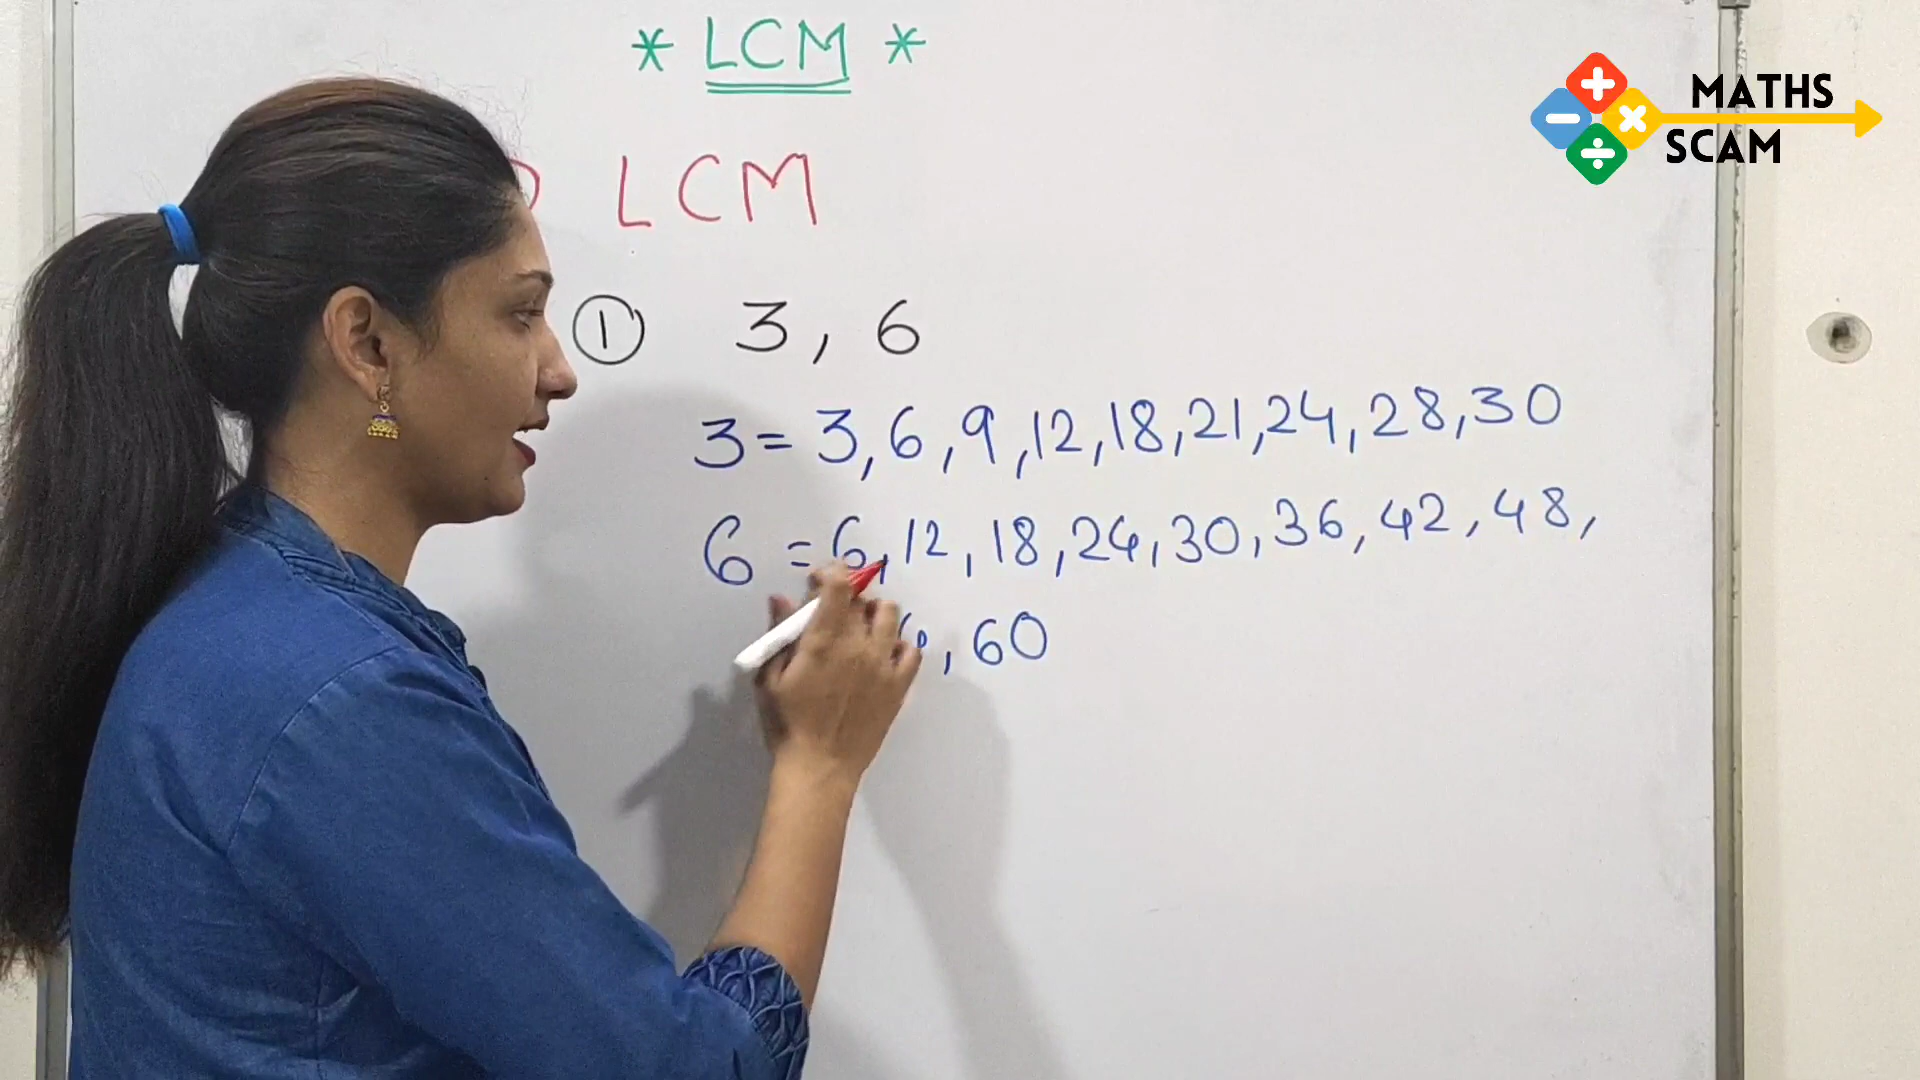 * LCM *
MATHS
SCAM
LCM
① 3, 6
3 = 3, 6, 9, 12, 18, 21, 24, 28, 30
6 = 6, 12, 18, 24, 30, 36, 42, 48,
, 60